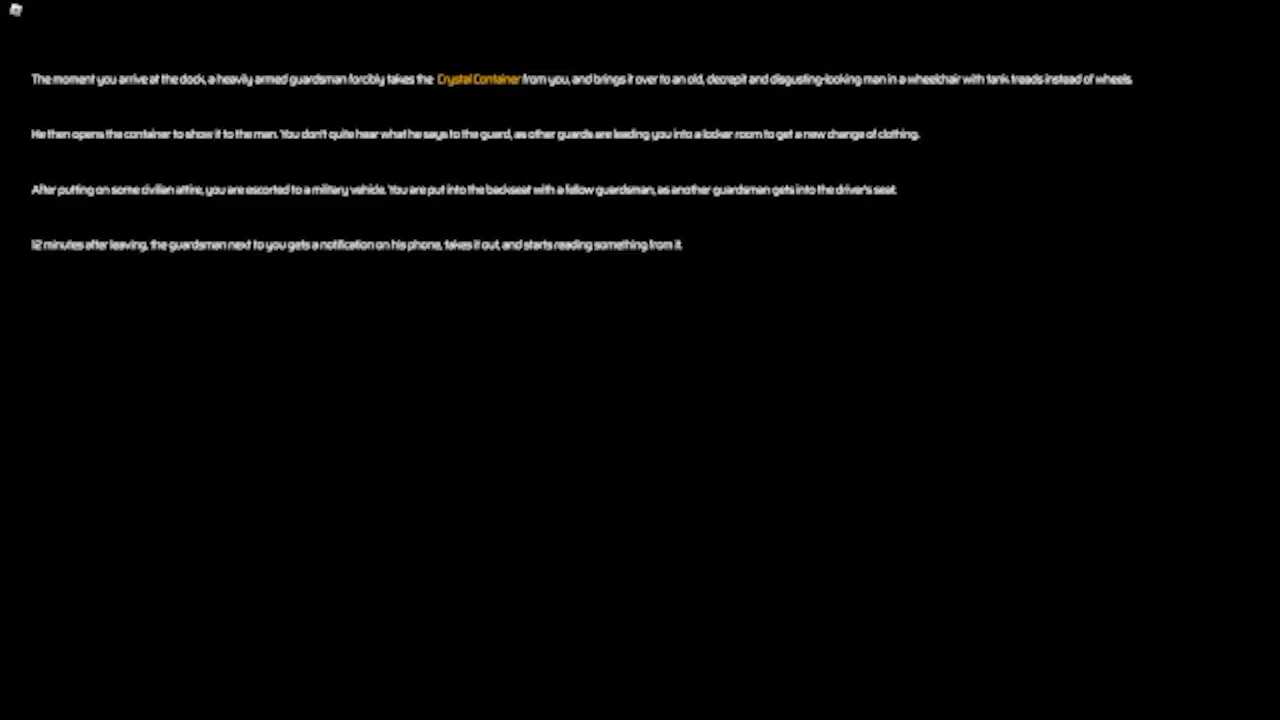 The moment you arrive at the dock, a heavily armed guardsman forcibly takes the Crystal Container from you, and brings it over to an old, decrepit and disgusting-looking man in a wheelchair with tank treads instead of wheels.
He then opens the container to show it to the man. You don't quite hear what he says to the guard, as other guards are leading you into a locker room to get a new change of clothing.
After putting on some civilian attire, you are escorted to a military vehicle. You are put into the backseat with a fellow guardsman, as another guardsman gets into the driver's seat.
12 minutes after leaving, the guardsman next to you gets a notification on his phone, takes it out, and starts reading something from it.